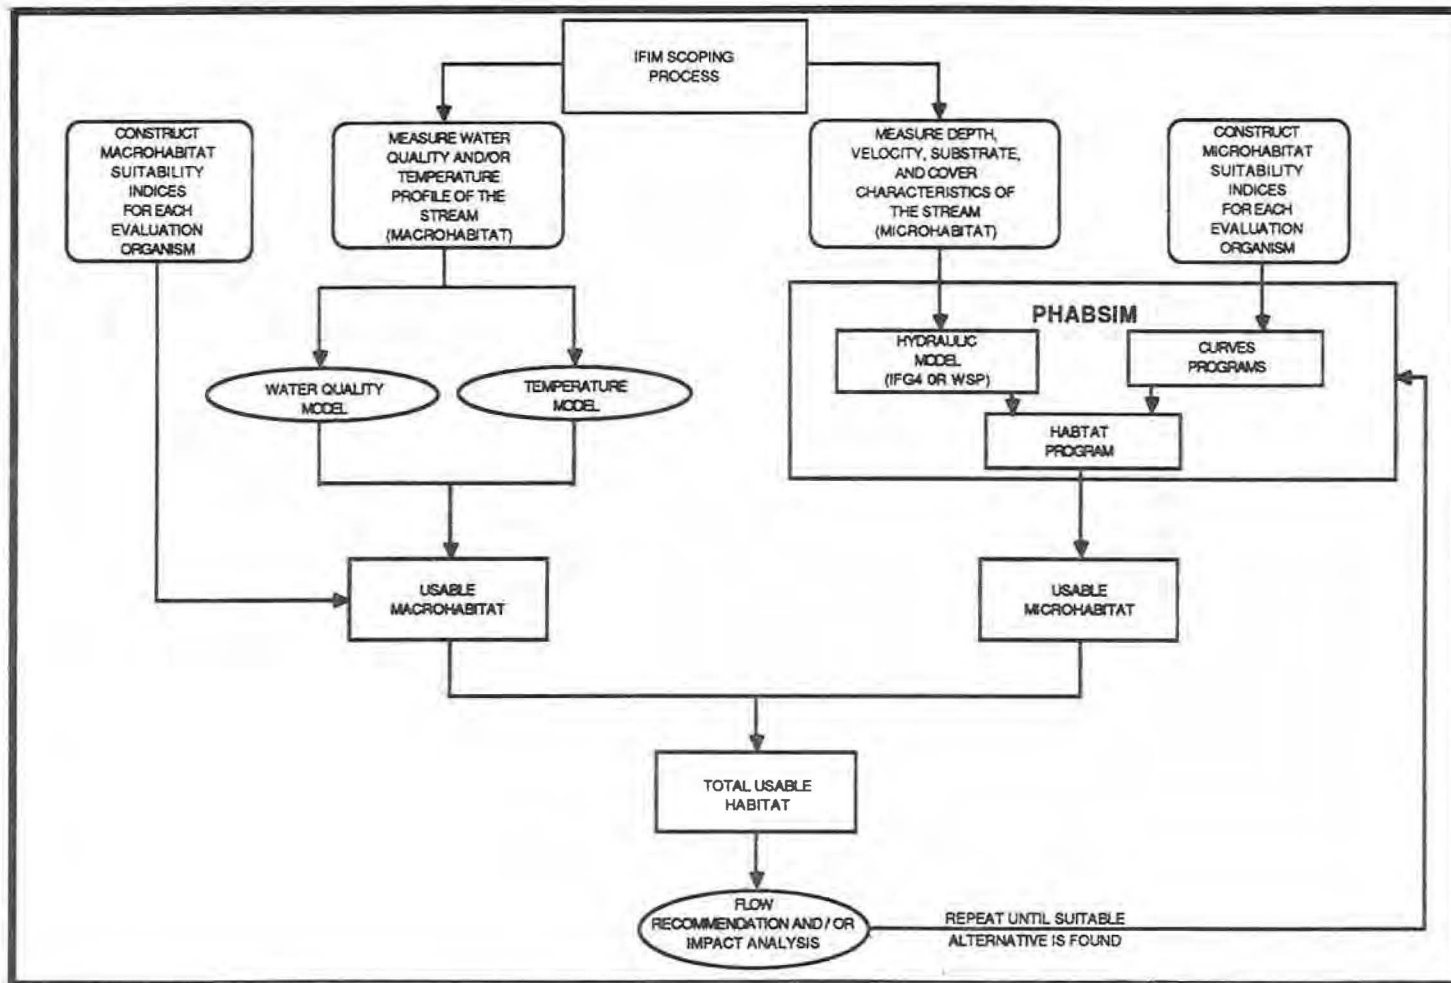 IFIM SCOPING
PROCESS
CONSTRUCT
MACROHABITAT
SUITABILITY
INDICES
FOR EACH
EVALUATION
ORGANISM
MEASURE WATER
QUALITY AND/OR
TEMPERATURE
PROFILE OF THE
STREAM
(MACROHABITAT)
MEASURE DEPTH,
VELOCITY, SUBSTRATE,
AND COVER
CHARACTERISTICS OF
THE STREAM
(MICROHABITAT)
CONSTRUCT
MICROHABITAT
SUITABILITY
INDICES
FOR EACH
EVALUATION
ORGANISM
PHABSIM
HYDRAULIC
MODEL
(IFG4 OR WSP)
CURVES
PROGRAMS
WATER QUALITY
MODEL
TEMPERATURE
MODEL
HABTAT
PROGRAM
USABLE
MACROHABITAT
USABLE
MICROHABITAT
TOTAL USABLE
HABITAT
FLOW
RECOMMENDATION AND / OR
IMPACT ANALYSIS
REPEAT UNTIL SUITABLE
ALTERNATIVE IS FOUND